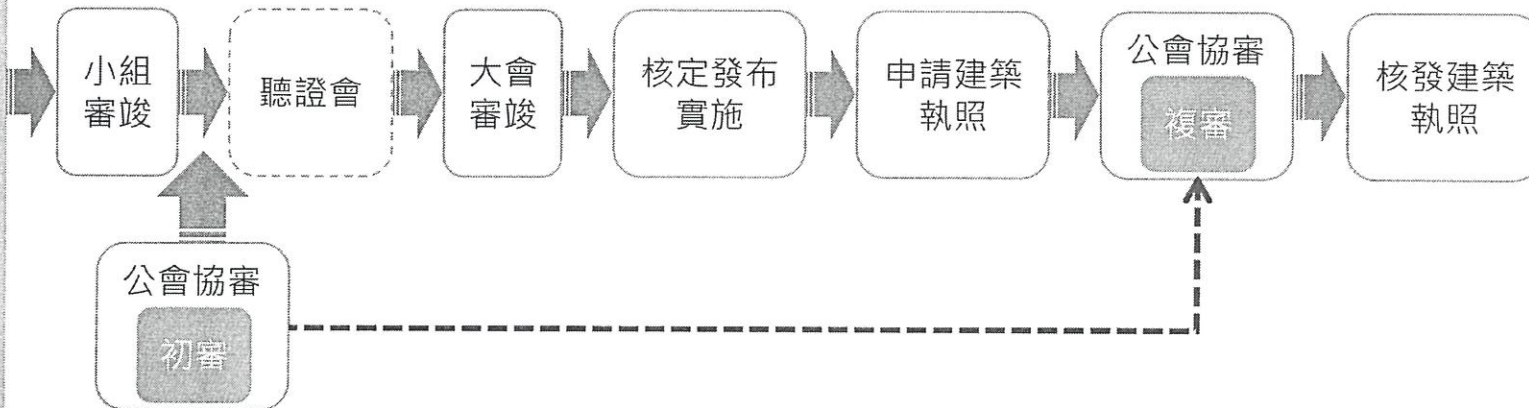 小組
審竣
聽證會
大會
審竣
核定發布
實施
申請建築
執照
公會協審
複審
核發建築
執照
公會協審
初審